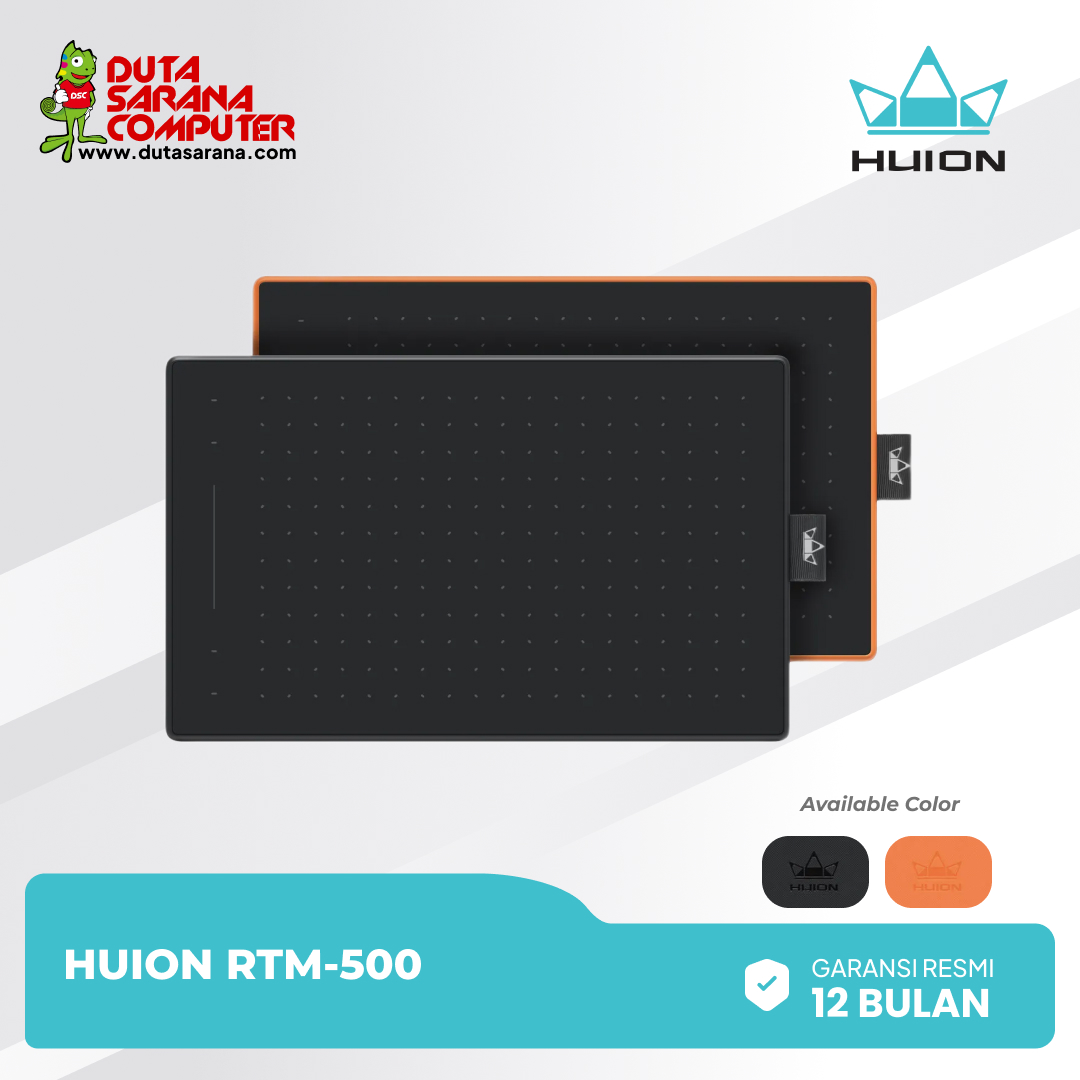 DUTA
SARANA
COMPUTER
DSC
www.dutasarana.com
HUION
Available Color
HUION
HUION
HUION RTM-500
GARANSI RESMI
12 BULAN